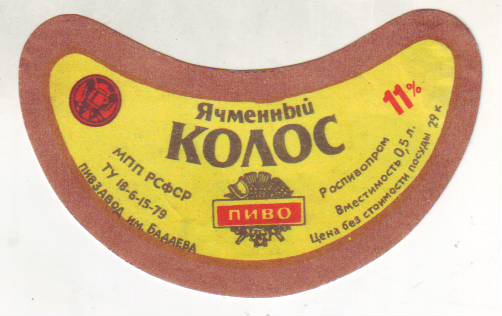 Ячменный
КОЛОС
11%
МПП РСФСР
ТУ 18-6-15-79
ПИВЗАВОД им. БАДАЕВА
ПИВО
Роспивопром
Вместимость 0,5 л.
Цена без стоимости посуды 29 к